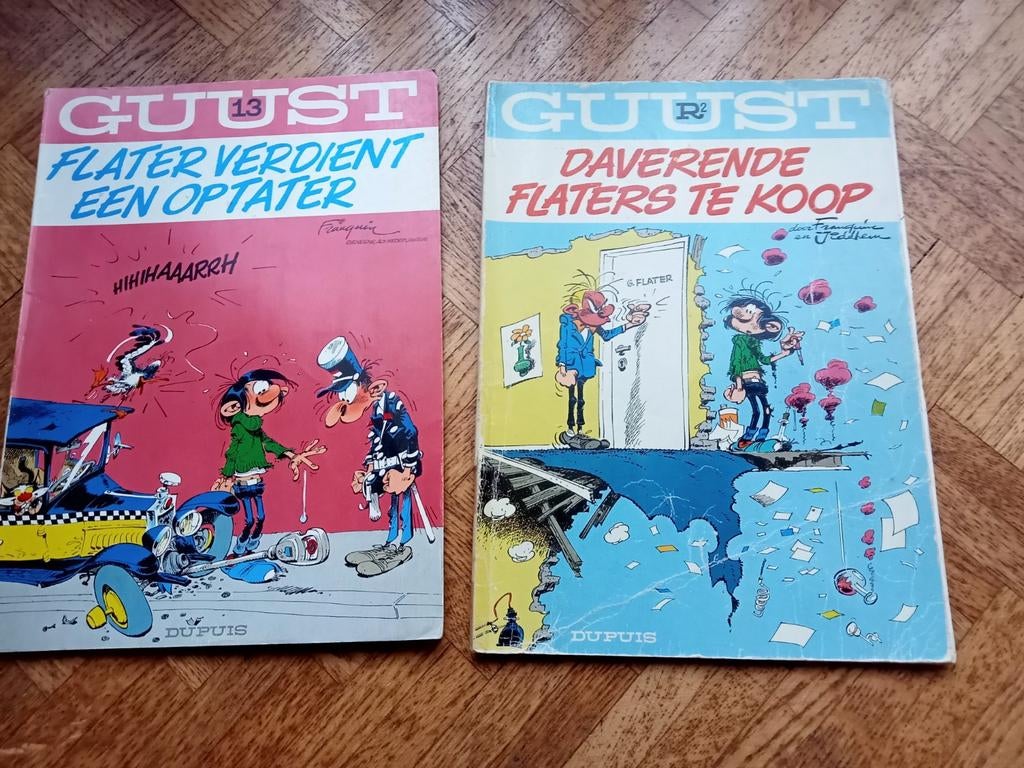 GUUST
13
FLATER VERDIENT
EEN OPTATER
Franquin
HIHIHAAARRH
DUPUIS
GUUST
R2
DAVERENDE
FLATERS TE KOOP
door Franquin
en Jidéhem
G. FLATER
DUPUIS